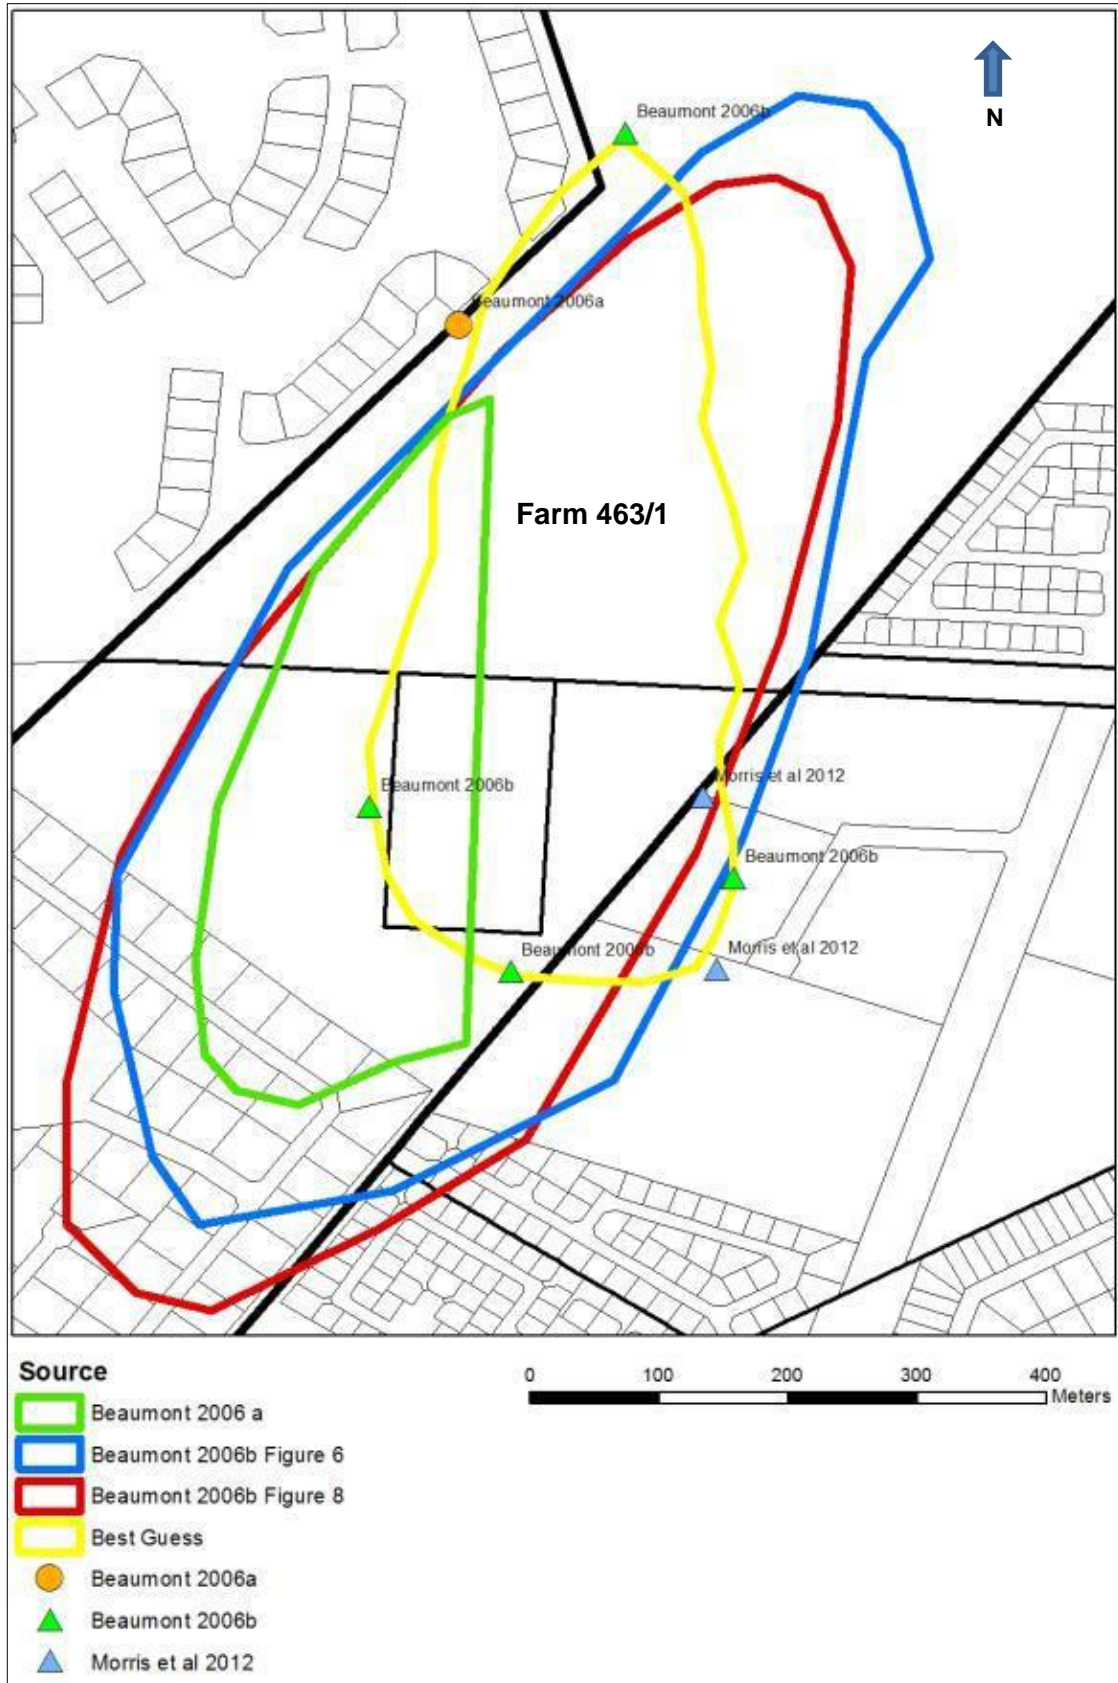 N
Beaumont 2006b
Beaumont 2006a
Farm 463/1
Morris et al 2012
Beaumont 2006b
Beaumont 2006b
Beaumont 2006b
Morris et al 2012
Source
Beaumont 2006 a
Beaumont 2006b Figure 6
Beaumont 2006b Figure 8
Best Guess
Beaumont 2006a
Beaumont 2006b
Morris et al 2012
0 100 200 300 400
Meters